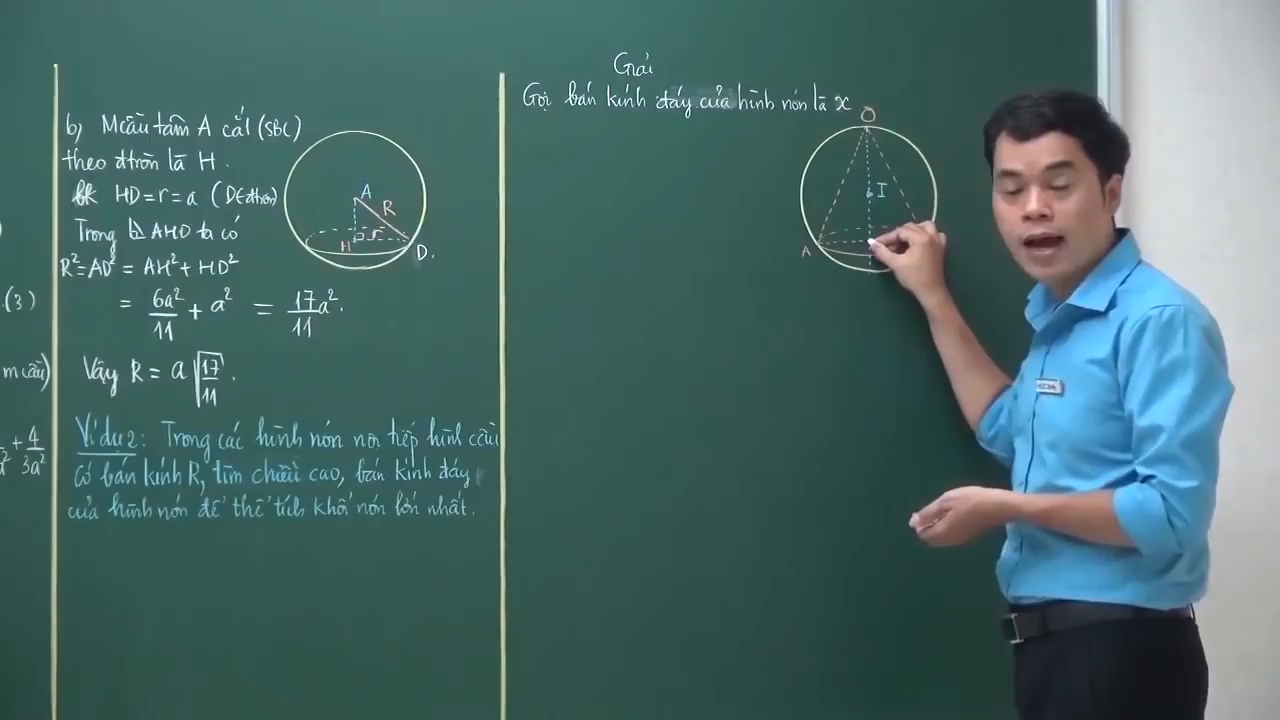 b) Mcầu tâm A cắt (SBC)
theo đtròn là H.
bk HD = r = a (D∈ đtròn)
Trong ⊿ AHD ta có
R² = AD² = AH² + HD²
= 6a²/11 + a² = 17a²/11.
Vậy R = a√(17/11).
Ví dụ 2: Trong các hình nón nội tiếp hình cầu
có bán kính R, tìm chiều cao, bán kính đáy
của hình nón để thể tích khối nón lớn nhất.
A
R
H
r
D.
.(3)
m cầu)
+ 4/3a²
Giải
Gọi bán kính đáy của hình nón là x
O
I
A